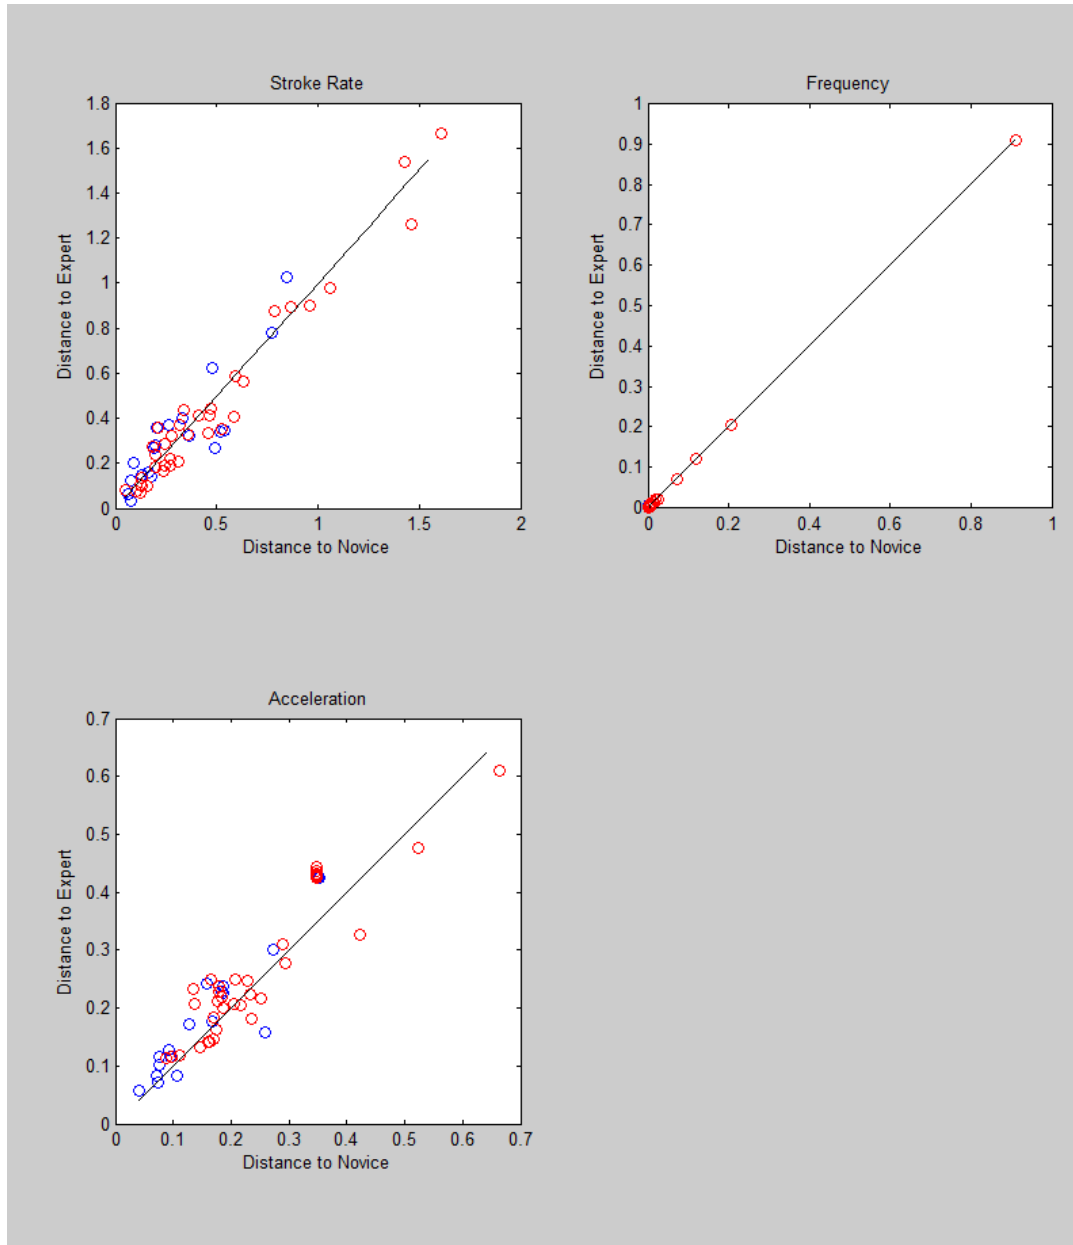 Stroke Rate
1.8
1.6
1.4
1.2
1
0.8
0.6
0.4
0.2
0
0 0.5 1 1.5 2
Distance to Expert
Distance to Novice
Frequency
1
0.9
0.8
0.7
0.6
0.5
0.4
0.3
0.2
0.1
0
0 0.2 0.4 0.6 0.8 1
Distance to Expert
Distance to Novice
Acceleration
0.7
0.6
0.5
0.4
0.3
0.2
0.1
0
0 0.1 0.2 0.3 0.4 0.5 0.6 0.7
Distance to Expert
Distance to Novice